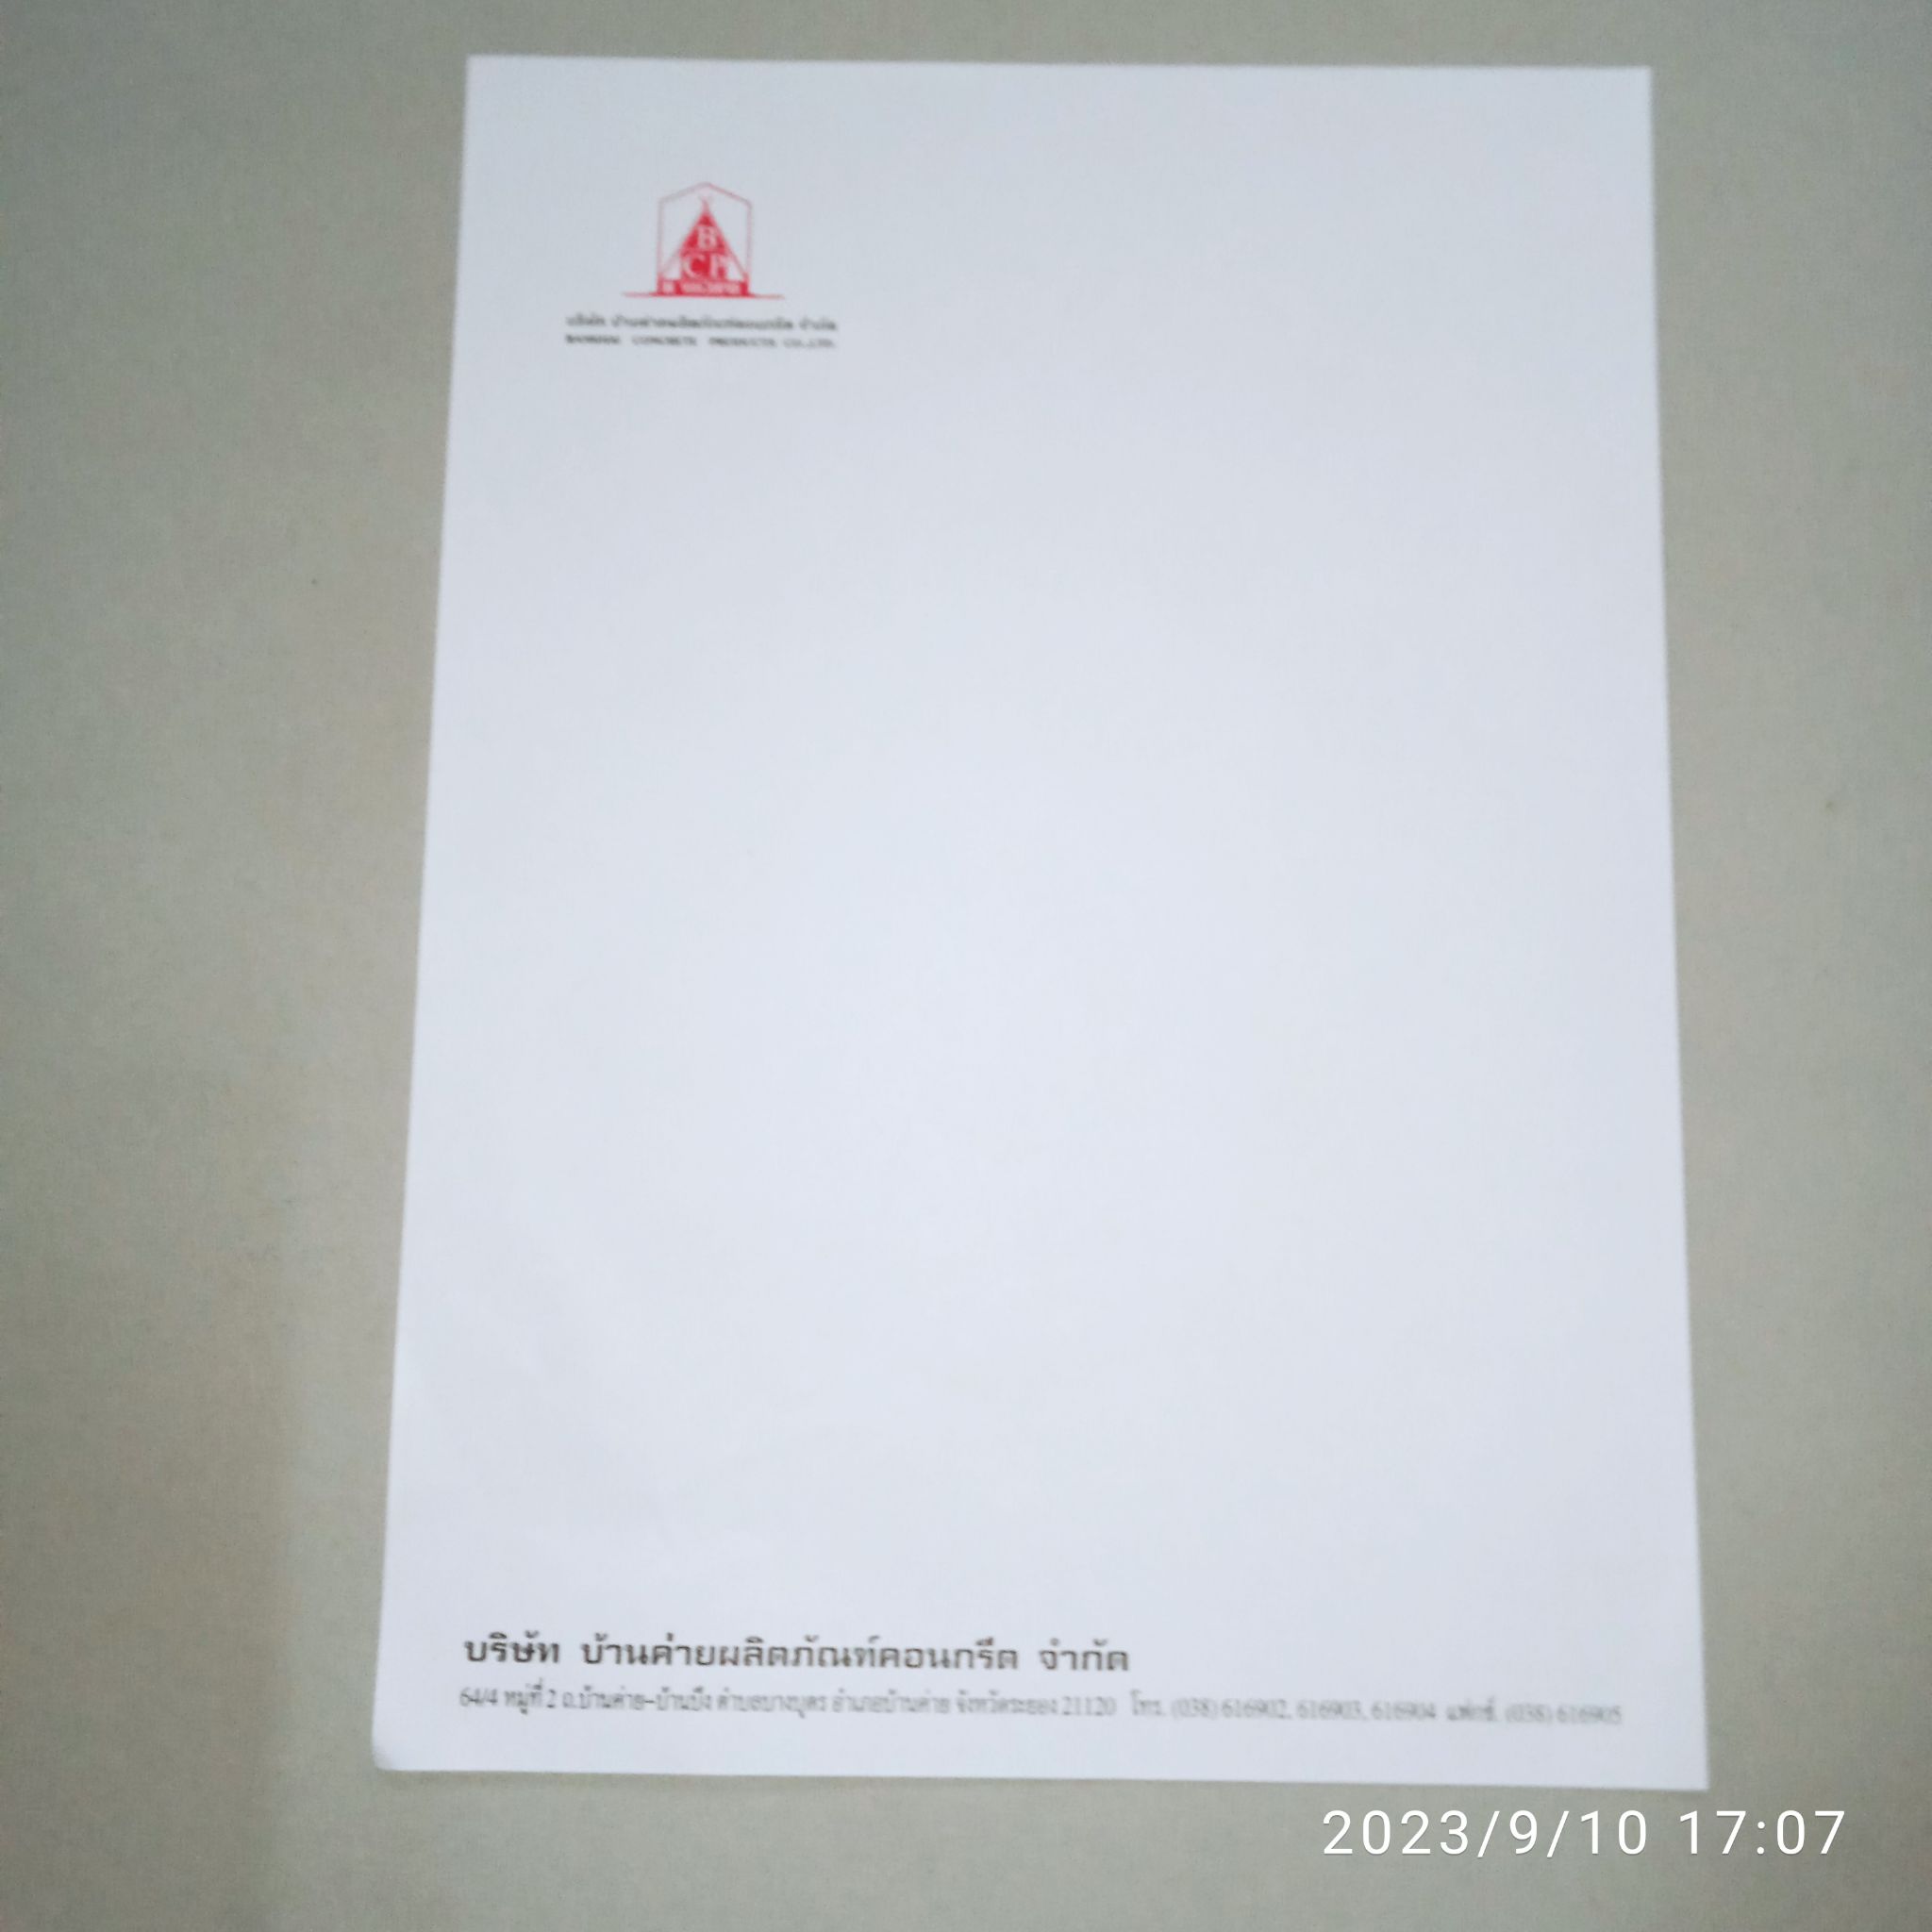 B
CP
บริษัท บ้านค่ายผลิตภัณฑ์คอนกรีต จำกัด
CONCRETE PRODUCTS CO.,LTD.
บริษัท บ้านค่ายผลิตภัณฑ์คอนกรีต จำกัด
64/4 หมู่ที่ 2 ถ.บ้านค่าย-บ้านบึง ตำบลบางบุตร อำเภอบ้านค่าย จังหวัดระยอง 21120 โทร. (038) 616902, 616903, 616904 แฟกซ์. (038) 616905
2023/9/10 17:07